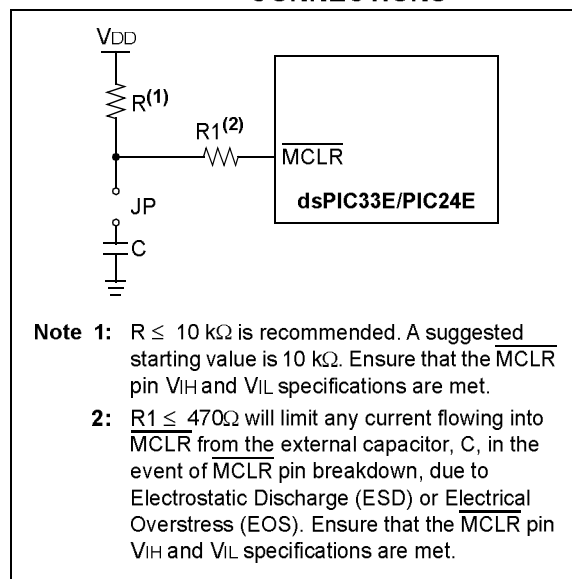 VDD
R(1)
R1(2)
MCLR
JP
dsPIC33E/PIC24E
C
Note 1: R ≤ 10 kΩ is recommended. A suggested
starting value is 10 kΩ. Ensure that the MCLR
pin VIH and VIL specifications are met.
2: R1 ≤ 470Ω will limit any current flowing into
MCLR from the external capacitor, C, in the
event of MCLR pin breakdown, due to
Electrostatic Discharge (ESD) or Electrical
Overstress (EOS). Ensure that the MCLR pin
VIH and VIL specifications are met.